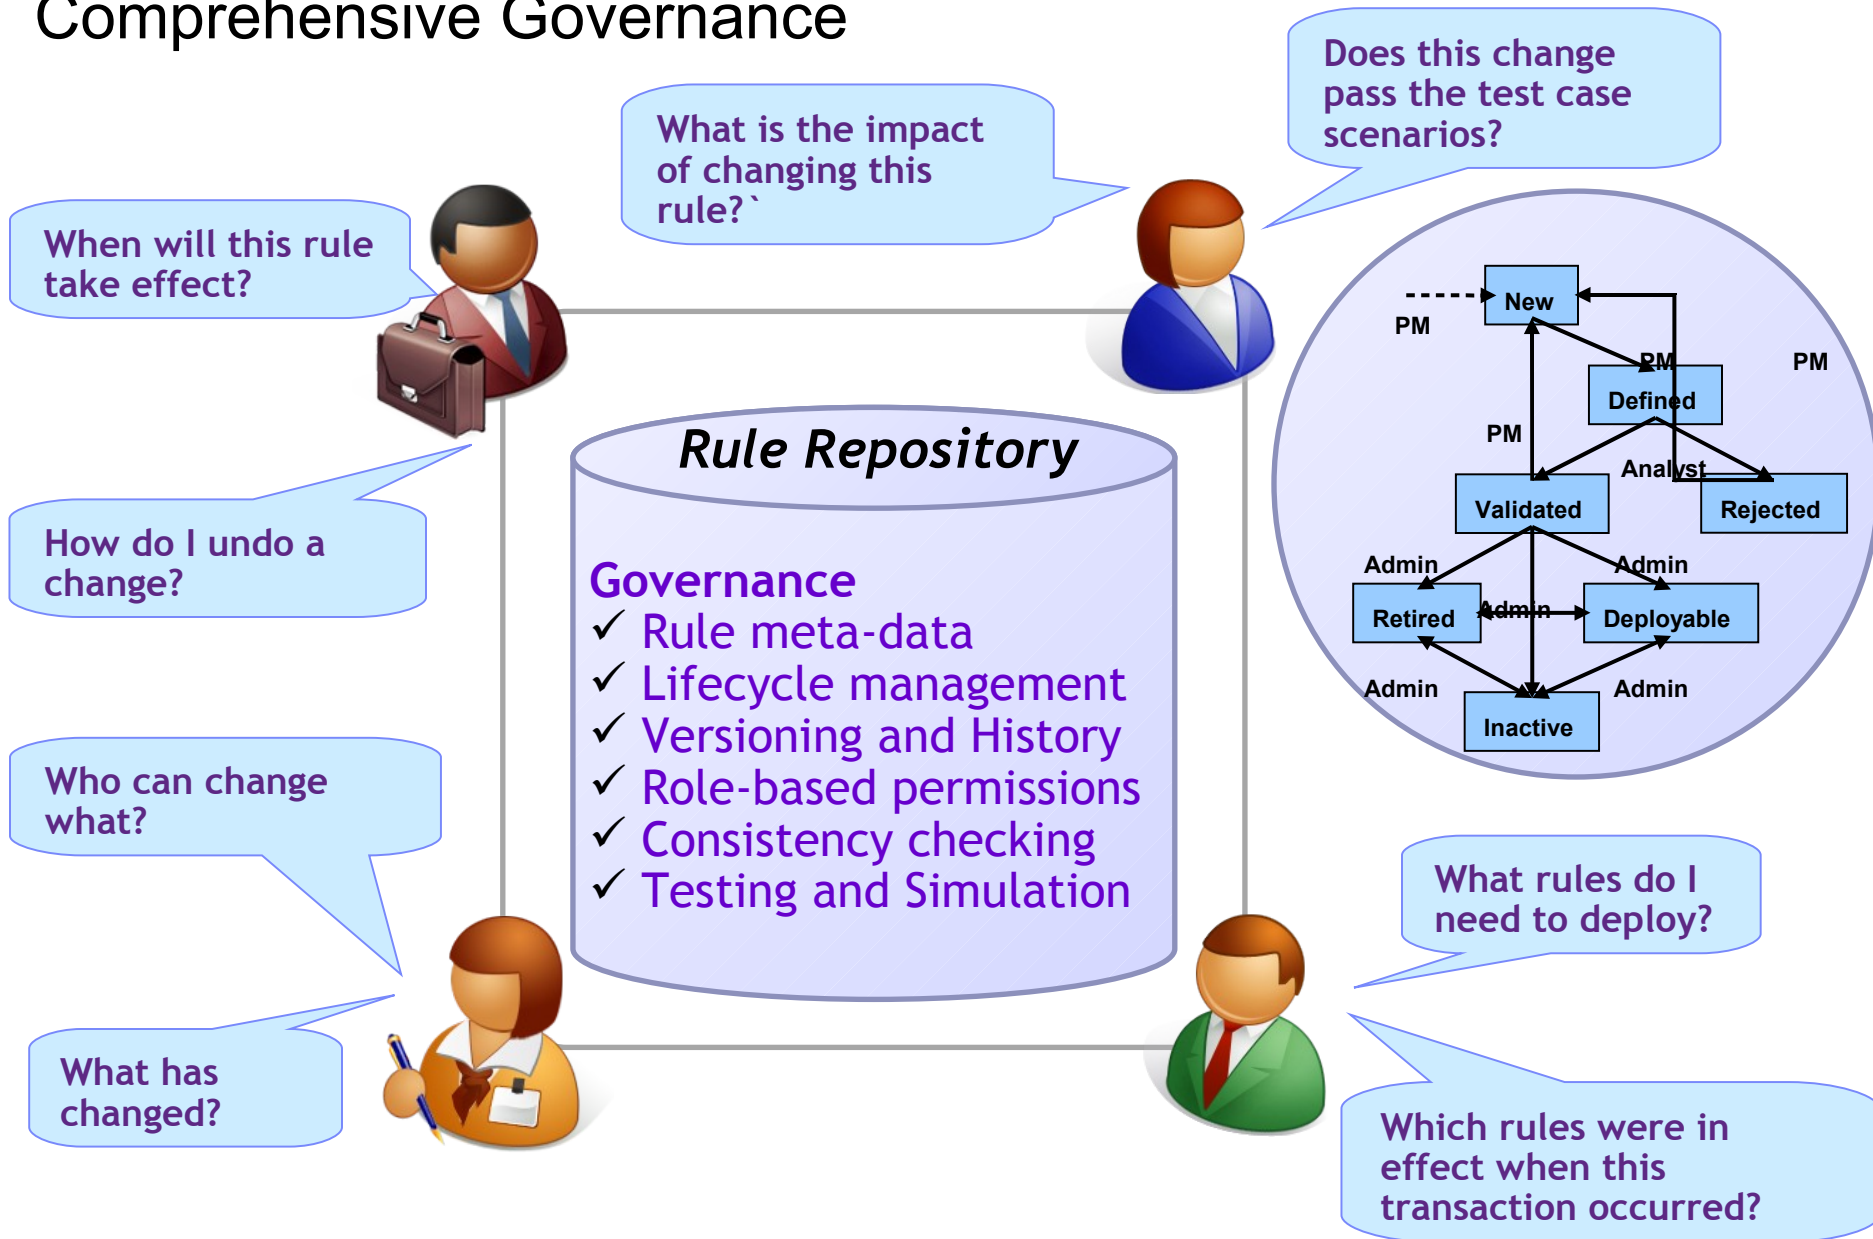 Comprehensive Governance
Does this change
pass the test case
scenarios?
What is the impact
of changing this
rule?`
When will this rule
take effect?
New
PM
PM
PM
Defined
PM
Analyst
Validated
Rejected
Rule Repository
How do I undo a
change?
Governance
✓ Rule meta-data
✓ Lifecycle management
✓ Versioning and History
✓ Role-based permissions
✓ Consistency checking
✓ Testing and Simulation
Admin
Admin
Retired
Admin
Deployable
Admin
Admin
Inactive
Who can change
what?
What rules do I
need to deploy?
What has
changed?
Which rules were in
effect when this
transaction occurred?